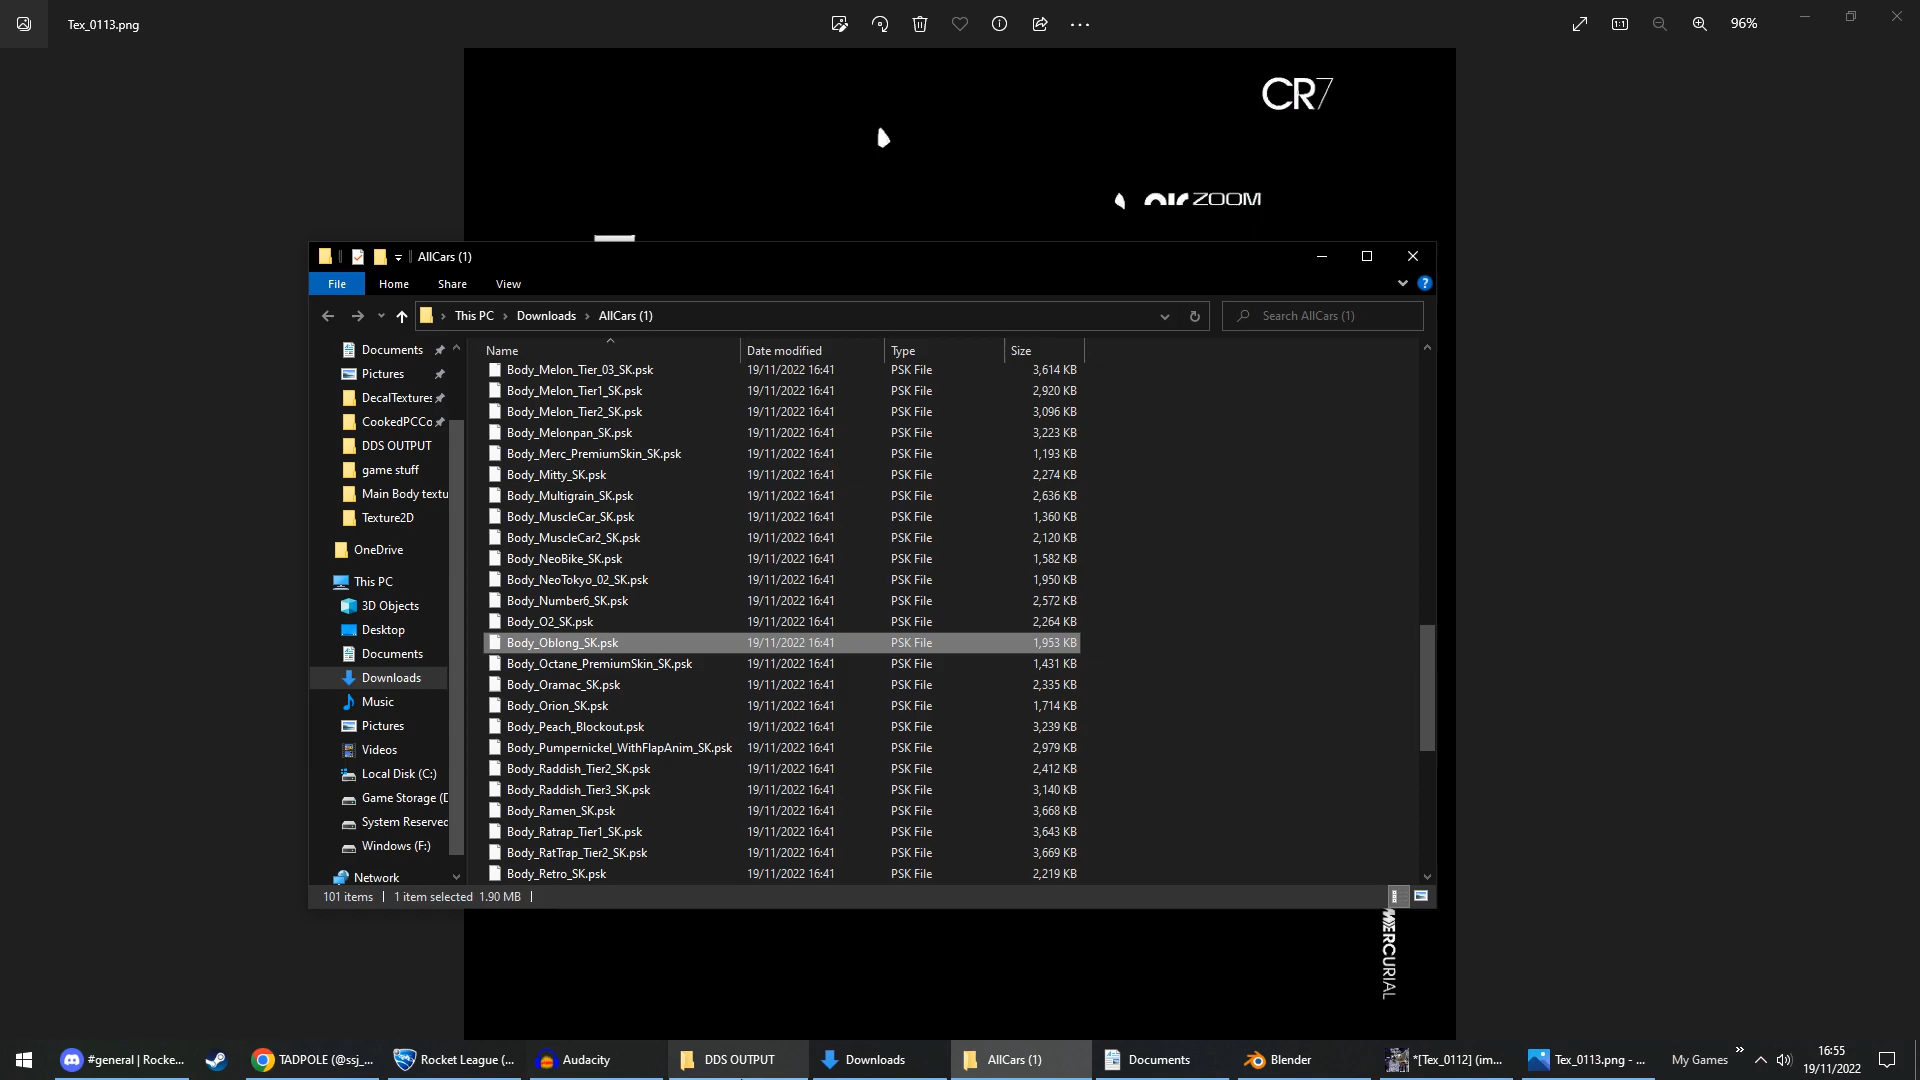 Tex_0113.png
96%
CR7
ZOOM
AllCars (1)
File
Home
Share
View
This PC
Downloads
AllCars (1)
Search AllCars (1)
Name
Date modified
Type
Size
Documents
Pictures
DecalTextures
CookedPCCo
DDS OUTPUT
game stuff
Main Body textu
Texture2D
OneDrive
This PC
3D Objects
Desktop
Documents
Downloads
Music
Pictures
Videos
Local Disk (C:)
Game Storage (D
System Reserved
Windows (F:)
Network
Body_Melon_Tier_03_SK.psk 19/11/2022 16:41 PSK File 3,614 KB
Body_Melon_Tier1_SK.psk 19/11/2022 16:41 PSK File 2,920 KB
Body_Melon_Tier2_SK.psk 19/11/2022 16:41 PSK File 3,096 KB
Body_Melonpan_SK.psk 19/11/2022 16:41 PSK File 3,223 KB
Body_Merc_PremiumSkin_SK.psk 19/11/2022 16:41 PSK File 1,193 KB
Body_Mitty_SK.psk 19/11/2022 16:41 PSK File 2,274 KB
Body_Multigrain_SK.psk 19/11/2022 16:41 PSK File 2,636 KB
Body_MuscleCar_SK.psk 19/11/2022 16:41 PSK File 1,360 KB
Body_MuscleCar2_SK.psk 19/11/2022 16:41 PSK File 2,120 KB
Body_NeoBike_SK.psk 19/11/2022 16:41 PSK File 1,582 KB
Body_NeoTokyo_02_SK.psk 19/11/2022 16:41 PSK File 1,950 KB
Body_Number6_SK.psk 19/11/2022 16:41 PSK File 2,572 KB
Body_O2_SK.psk 19/11/2022 16:41 PSK File 2,264 KB
Body_Oblong_SK.psk 19/11/2022 16:41 PSK File 1,953 KB
Body_Octane_PremiumSkin_SK.psk 19/11/2022 16:41 PSK File 1,431 KB
Body_Oramac_SK.psk 19/11/2022 16:41 PSK File 2,335 KB
Body_Orion_SK.psk 19/11/2022 16:41 PSK File 1,714 KB
Body_Peach_Blockout.psk 19/11/2022 16:41 PSK File 3,239 KB
Body_Pumpernickel_WithFlapAnim_SK.psk 19/11/2022 16:41 PSK File 2,979 KB
Body_Raddish_Tier2_SK.psk 19/11/2022 16:41 PSK File 2,412 KB
Body_Raddish_Tier3_SK.psk 19/11/2022 16:41 PSK File 3,140 KB
Body_Ramen_SK.psk 19/11/2022 16:41 PSK File 3,668 KB
Body_Ratrap_Tier1_SK.psk 19/11/2022 16:41 PSK File 3,643 KB
Body_RatTrap_Tier2_SK.psk 19/11/2022 16:41 PSK File 3,669 KB
Body_Retro_SK.psk 19/11/2022 16:41 PSK File 2,219 KB
101 items
1 item selected 1.90 MB
MERCURIAL
#general | Rocke...
TADPOLE (@ssj_...
Rocket League (...
Audacity
DDS OUTPUT
Downloads
AllCars (1)
Documents
Blender
*[Tex_0112] (im...
Tex_0113.png - ...
My Games
16:55
19/11/2022